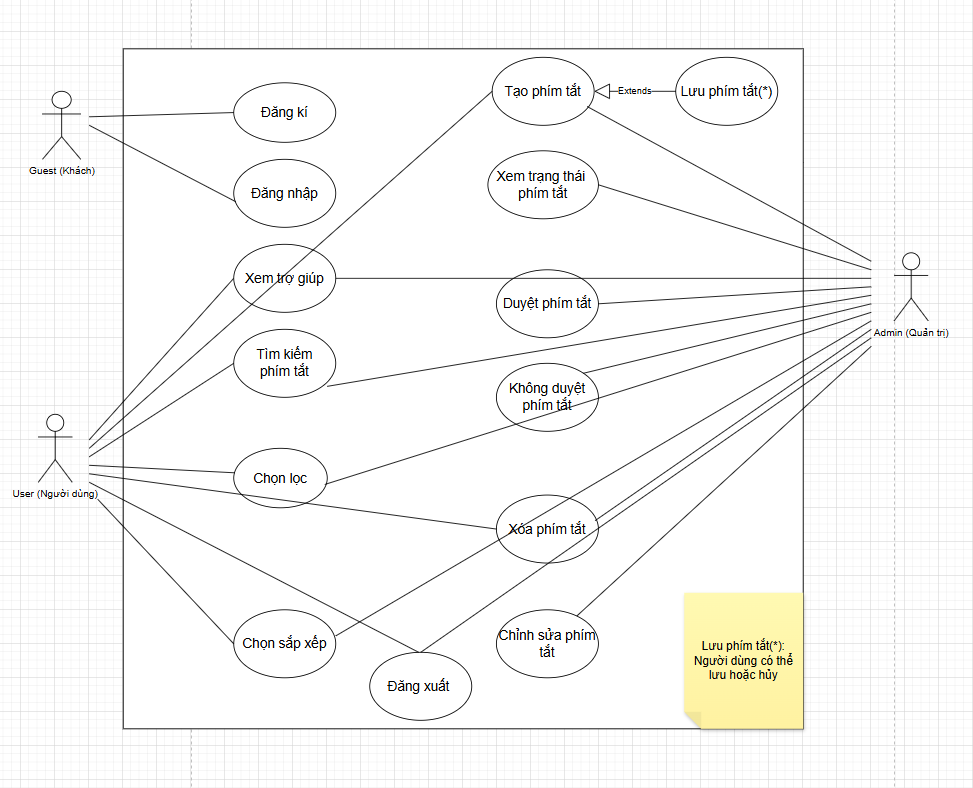 Guest (Khách)
Đăng kí
Đăng nhập
Xem trợ giúp
Tìm kiếm
phím tắt
User (Người dùng)
Chọn lọc
Chọn sắp xếp
Đăng xuất
Tạo phím tắt
Extends
Lưu phím tắt(*)
Xem trạng thái
phím tắt
Duyệt phím tắt
Không duyệt
phím tắt
Xóa phím tắt
Chỉnh sửa phím
tắt
Admin (Quản trị)
Lưu phím tắt(*):
Người dùng có thể
lưu hoặc hủy